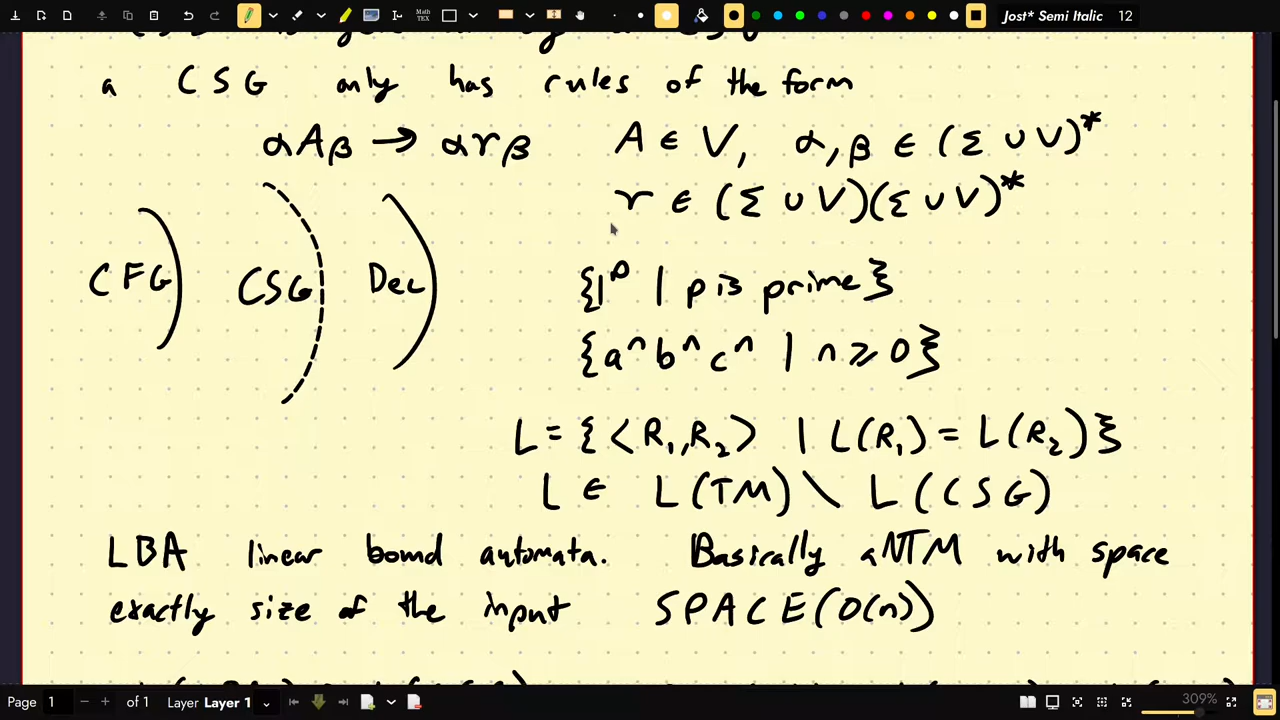 Math
TEX
Jost* Semi Italic 12
a CSG only has rules of the form
αAβ → αγβ A ∈ V, α, β ∈ (Σ ∪ V)*
γ ∈ (Σ ∪ V)(Σ ∪ V)*
CFG CSG Dec
{1^p | p is prime}
{a^n b^n c^n | n ≥ 0}
L = {<R₁,R₂> | L(R₁) = L(R₂)}
L ∈ L(TM) \ L(CSG)
LBA linear bound automata. Basically a NTM with space
exactly size of the input SPACE(O(n))
Page 1 of 1 Layer Layer 1 309%